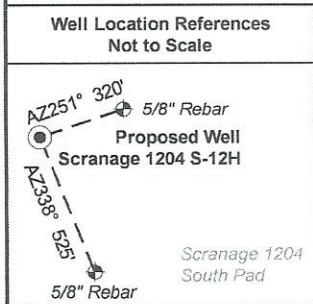 Well Location References
Not to Scale
AZ251° 320'
5/8" Rebar
Proposed Well
Scranage 1204 S-12H
AZ338° 525'
Scranage 1204
South Pad
5/8" Rebar